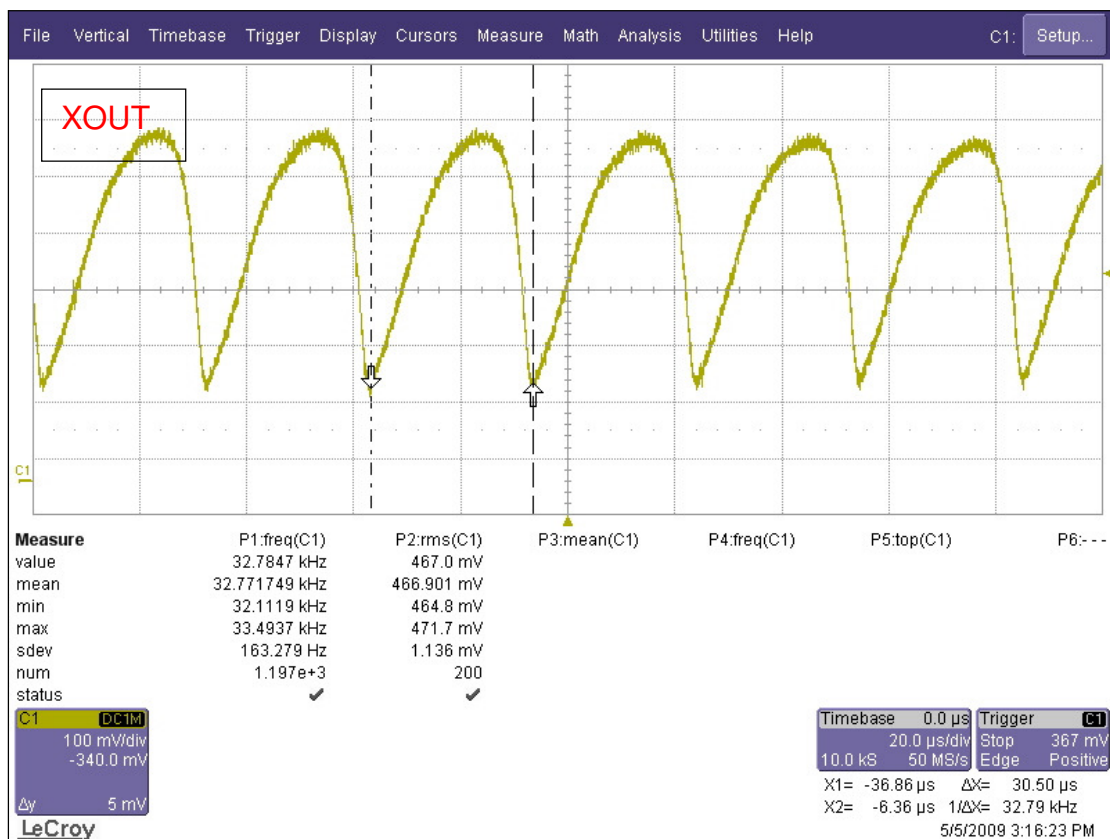 File Vertical Timebase Trigger Display Cursors Measure Math Analysis Utilities Help C1: Setup...
XOUT
C1
Measure P1:freq(C1) P2:rms(C1) P3:mean(C1) P4:freq(C1) P5:top(C1) P6:- - -
value 32.7847 kHz 467.0 mV
mean 32.771749 kHz 466.901 mV
min 32.1119 kHz 464.8 mV
max 33.4937 kHz 471.7 mV
sdev 163.279 Hz 1.136 mV
num 1.197e+3 200
status ✔ ✔
C1 DC1M
100 mV/div
-340.0 mV
Δy 5 mV
Timebase 0.0 µs
20.0 µs/div
10.0 kS 50 MS/s
Trigger C1
Stop 367 mV
Edge Positive
X1= -36.86 µs ΔX= 30.50 µs
X2= -6.36 µs 1/ΔX= 32.79 kHz
LeCroy
5/5/2009 3:16:23 PM